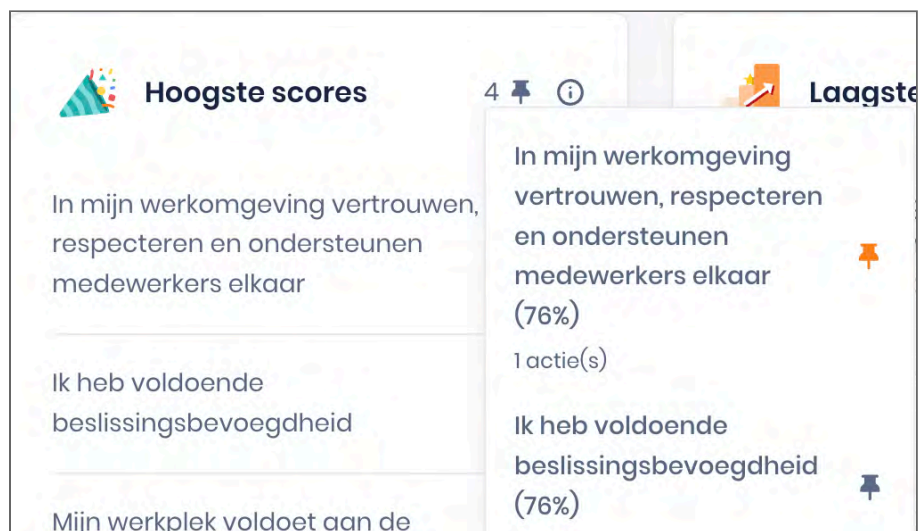 Hoogste scores
4
In mijn werkomgeving vertrouwen,
respecteren en ondersteunen
medewerkers elkaar
Ik heb voldoende
beslissingsbevoegdheid
Mijn werkplek voldoet aan de
Laagste
In mijn werkomgeving
vertrouwen, respecteren
en ondersteunen
medewerkers elkaar
(76%)
1 actie(s)
Ik heb voldoende
beslissingsbevoegdheid
(76%)